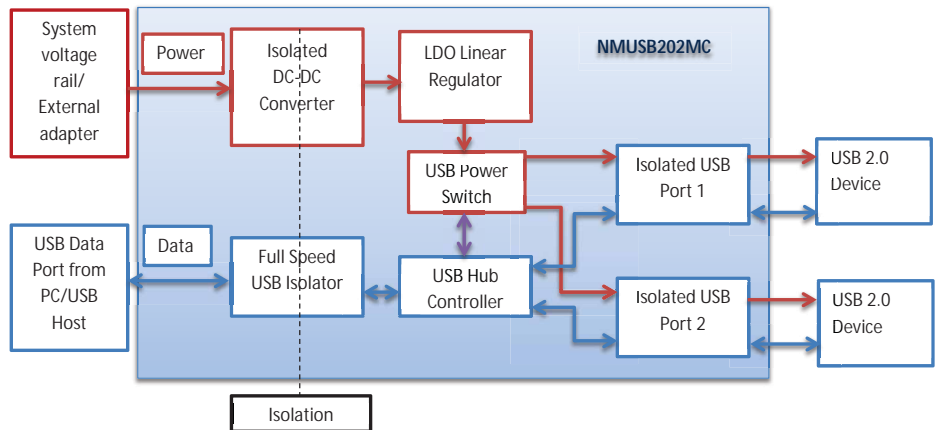 System
voltage
rail/
External
adapter
Power
Isolated
DC-DC
Converter
LDO Linear
Regulator
NMUSB202MC
USB Power
Switch
Isolated USB
Port 1
USB 2.0
Device
USB Data
Port from
PC/USB
Host
Data
Full Speed
USB Isolator
USB Hub
Controller
Isolated USB
Port 2
USB 2.0
Device
Isolation